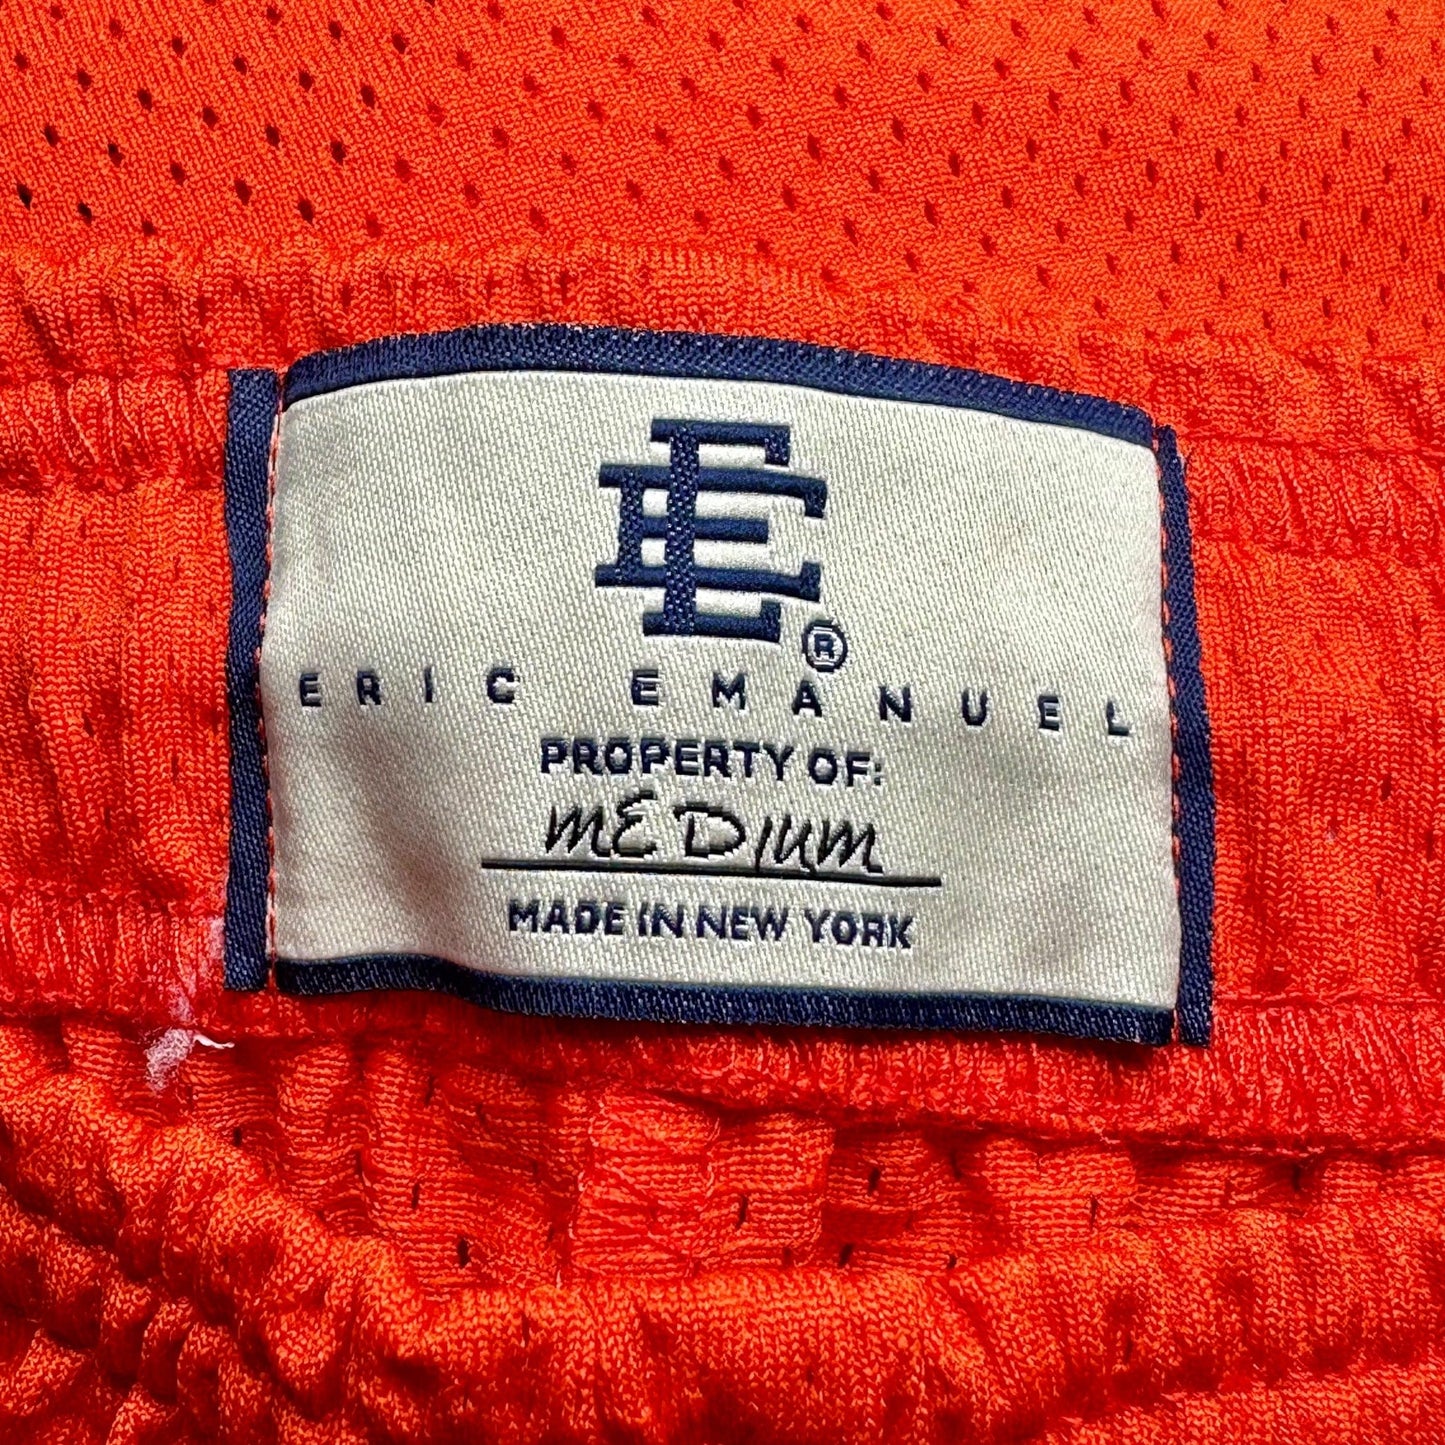 EE®
ERIC EMANUEL
PROPERTY OF:
MEDIUM
MADE IN NEW YORK